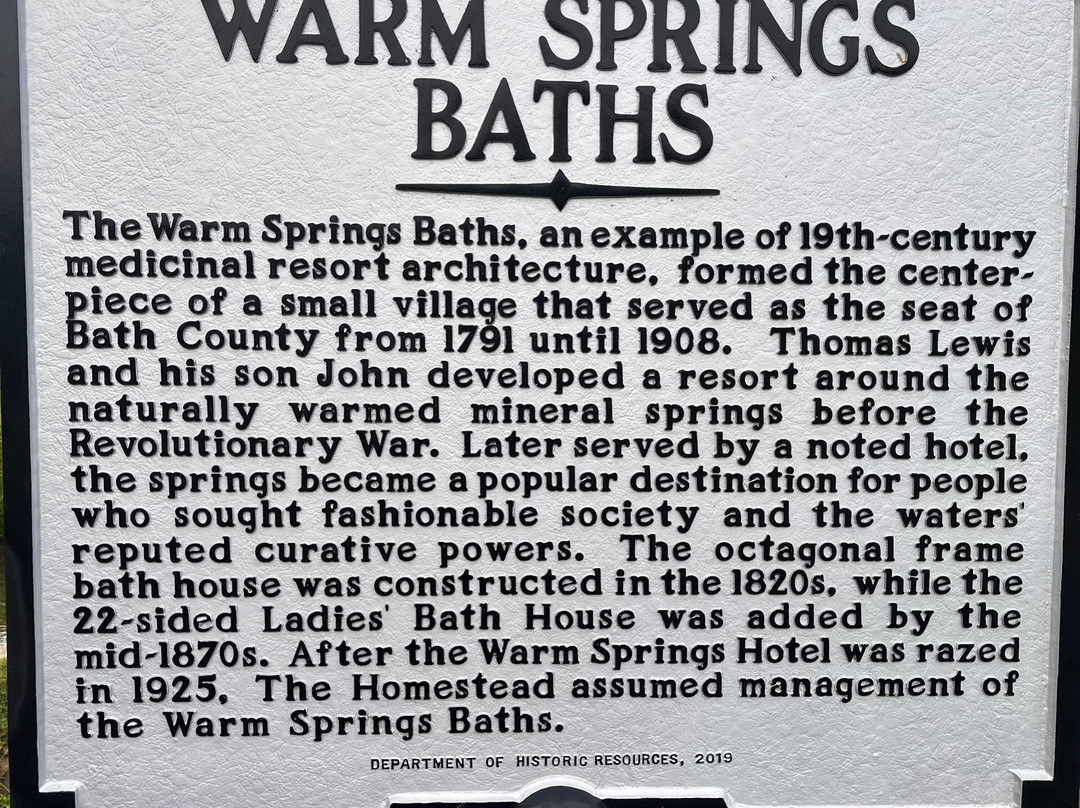 WARM SPRINGS
BATHS
The Warm Springs Baths, an example of 19th-century
medicinal resort architecture, formed the center-
piece of a small village that served as the seat of
Bath County from 1791 until 1908. Thomas Lewis
and his son John developed a resort around the
naturally warmed mineral springs before the
Revolutionary War. Later served by a noted hotel,
the springs became a popular destination for people
who sought fashionable society and the waters'
reputed curative powers. The octagonal frame
bath house was constructed in the 1820s, while the
22-sided Ladies' Bath House was added by the
mid-1870s. After the Warm Springs Hotel was razed
in 1925, The Homestead assumed management of
the Warm Springs Baths.
DEPARTMENT OF HISTORIC RESOURCES, 2019